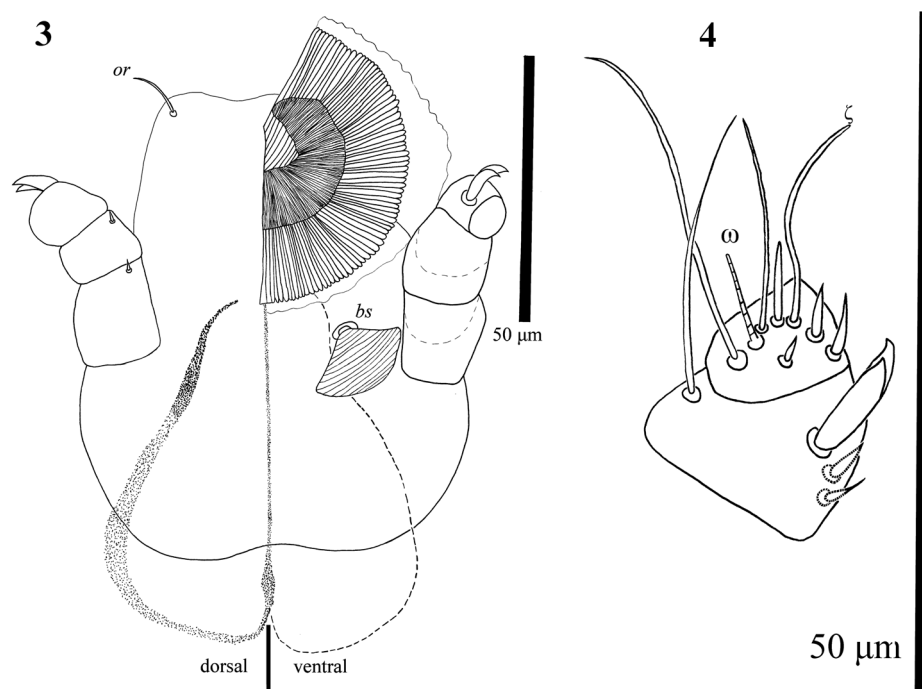 3
or
bs
50 μm
dorsal
ventral
4
ω
ζ
50 μm